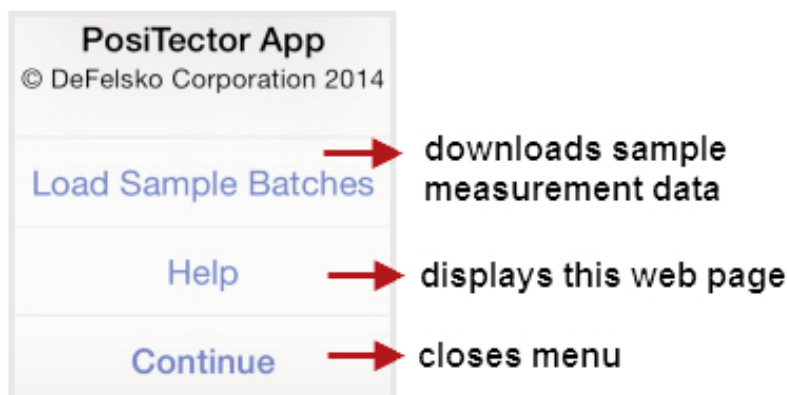 PosiTector App
© DeFelsko Corporation 2014
downloads sample
Load Sample Batches
measurement data
Help
displays this web page
Continue
closes menu